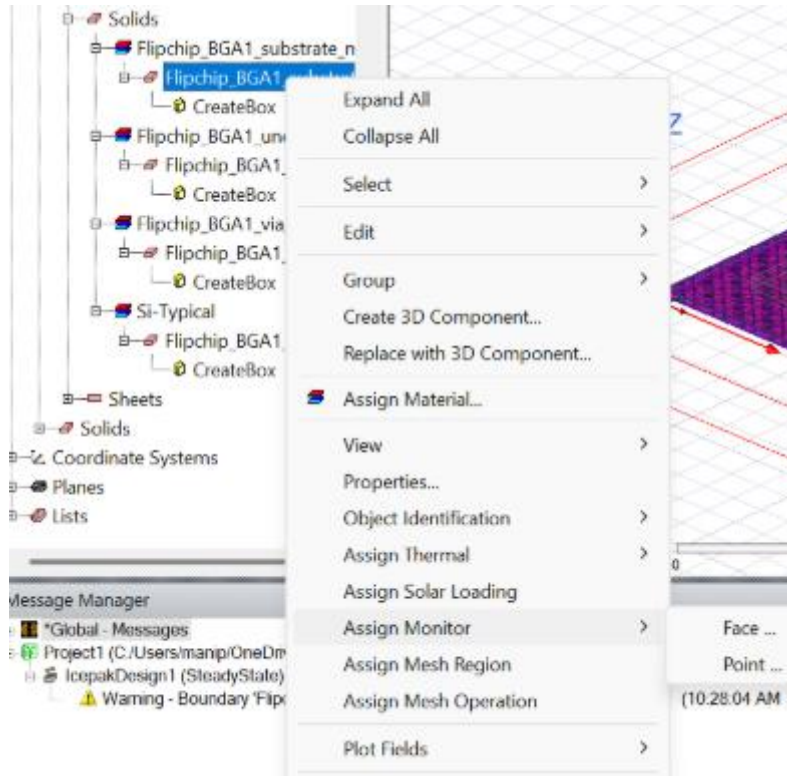 Solids
Flipchip_BGA1_substrate_n
Flipchip_BGA1
CreateBox
Flipchip_BGA1_un
Flipchip_BGA1_
CreateBox
Flipchip_BGA1_via
Flipchip_BGA1_
CreateBox
Si-Typical
Flipchip_BGA1_
CreateBox
Sheets
Solids
Coordinate Systems
Planes
Lists
Expand All
Collapse All
Select
Edit
Group
Create 3D Component...
Replace with 3D Component...
Assign Material...
View
Properties...
Object Identification
Assign Thermal
Assign Solar Loading
Assign Monitor
Assign Mesh Region
Assign Mesh Operation
Plot Fields
Face ...
Point ...
Z
0
Message Manager
*Global - Messages
Project1 (C:/Users/manip/OneDri
IcepakDesign1 (SteadyState)
Warning - Boundary 'Flip
(10:28:04 AM